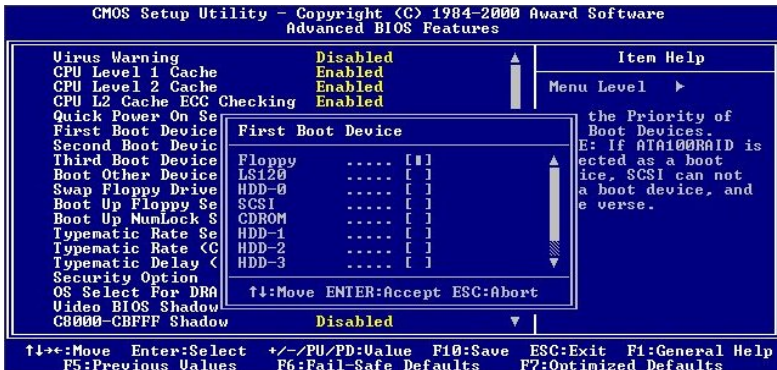 CMOS Setup Utility - Copyright (C) 1984-2000 Award Software
Advanced BIOS Features
Virus Warning Disabled
CPU Level 1 Cache Enabled
CPU Level 2 Cache Enabled
CPU L2 Cache ECC Checking Enabled
Quick Power On Se
First Boot Device
Second Boot Devic
Third Boot Device
Boot Other Device
Swap Floppy Drive
Boot Up Floppy Se
Boot Up NumLock S
Typematic Rate Se
Typematic Rate (C
Typematic Delay (
Security Option
OS Select For DRA
Video BIOS Shadow
C8000-CBFFF Shadow Disabled
First Boot Device
Floppy ..... [▮]
LS120 ..... [ ]
HDD-0 ..... [ ]
SCSI ..... [ ]
CDROM ..... [ ]
HDD-1 ..... [ ]
HDD-2 ..... [ ]
HDD-3 ..... [ ]
↑↓:Move ENTER:Accept ESC:Abort
Item Help
Menu Level ▶
the Priority of
Boot Devices.
E: If ATA100RAID is
ected as a boot
ice, SCSI can not
a boot device, and
e verse.
↑↓→←:Move Enter:Select +/-/PU/PD:Value F10:Save ESC:Exit F1:General Help
F5:Previous Values F6:Fail-Safe Defaults F7:Optimized Defaults